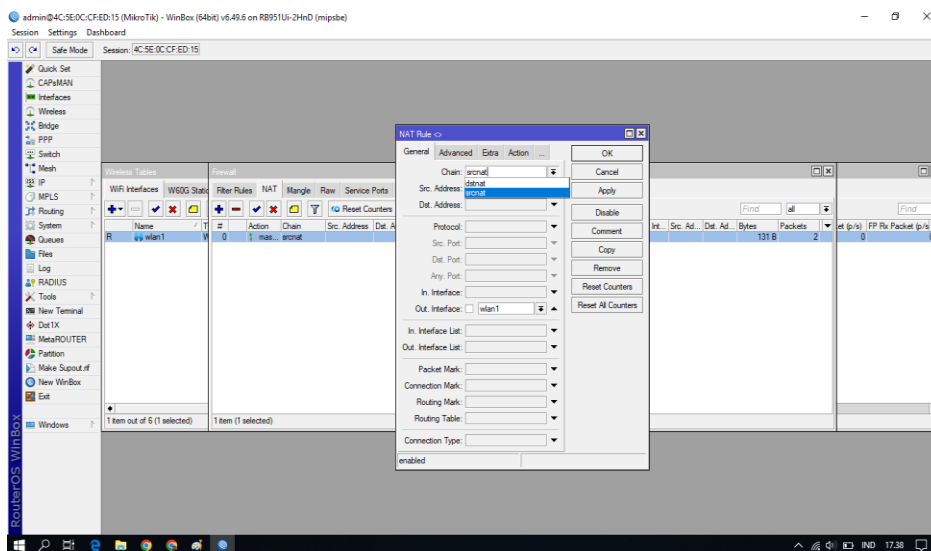 admin@4C:5E:0C:CF:ED:15 (MikroTik) - WinBox (64bit) v6.49.6 on RB951Ui-2HnD (mipsbe)
Session Settings Dashboard
Safe Mode Session: 4C:5E:0C:CF:ED:15
Quick Set
CAPsMAN
Interfaces
Wireless
Bridge
PPP
Switch
Mesh
IP
MPLS
Routing
System
Queues
Files
Log
RADIUS
Tools
New Terminal
Dot1X
MetaROUTER
Partition
Make Supout.rif
New WinBox
Exit
Windows
RouterOS WinBox
Wireless Tables
WiFi Interfaces W60G Static
Name T
R wlan1 W
1 item out of 6 (1 selected)
Firewall
Filter Rules NAT Mangle Raw Service Ports
Reset Counters
# Action Chain Src. Address Dst. A
0 mas... srcnat
1 item (1 selected)
NAT Rule <>
General Advanced Extra Action ...
Chain: srcnat
dstnat
srcnat
Src. Address:
Dst. Address:
Protocol:
Src. Port:
Dst. Port:
Any. Port:
In. Interface:
Out. Interface: wlan1
In. Interface List:
Out. Interface List:
Packet Mark:
Connection Mark:
Routing Mark:
Routing Table:
Connection Type:
enabled
OK
Cancel
Apply
Disable
Comment
Copy
Remove
Reset Counters
Reset All Counters
Find all
Int... Src. Ad... Dst. Ad... Bytes Packets
131 B 2
Find
et (p/s) FP Rx Packet (p/s
0
IND 17.38